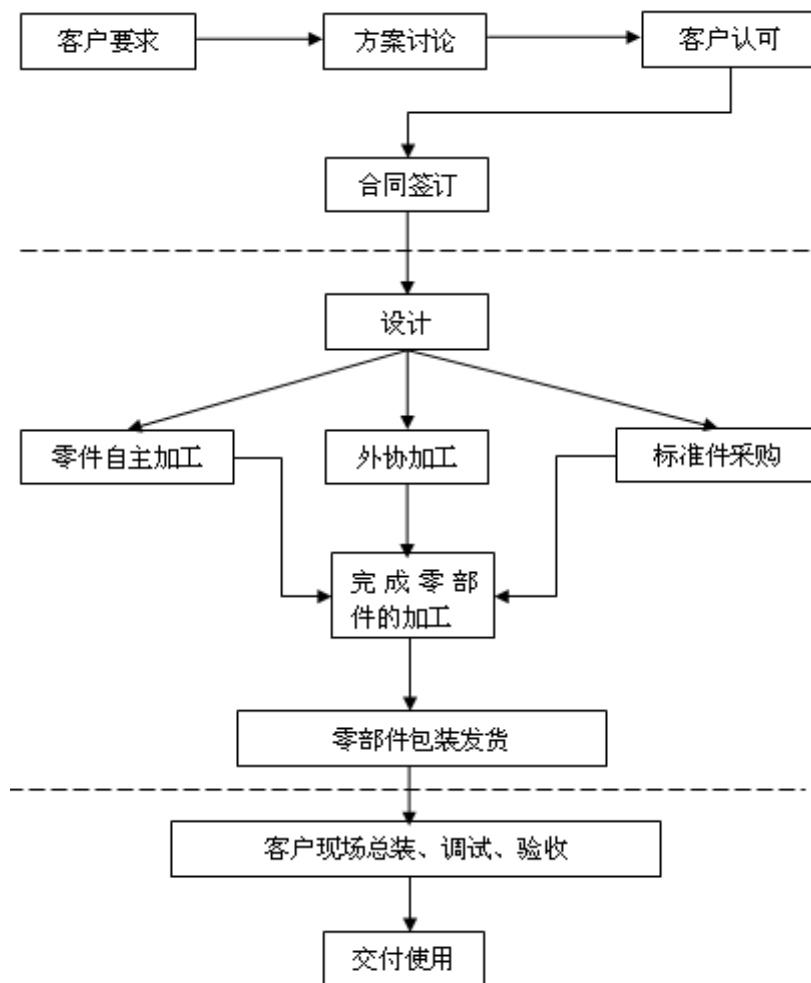 客户要求
方案讨论
客户认可
合同签订
设计
零件自主加工
外协加工
标准件采购
完成零部
件的加工
零部件包装发货
客户现场总装、调试、验收
交付使用